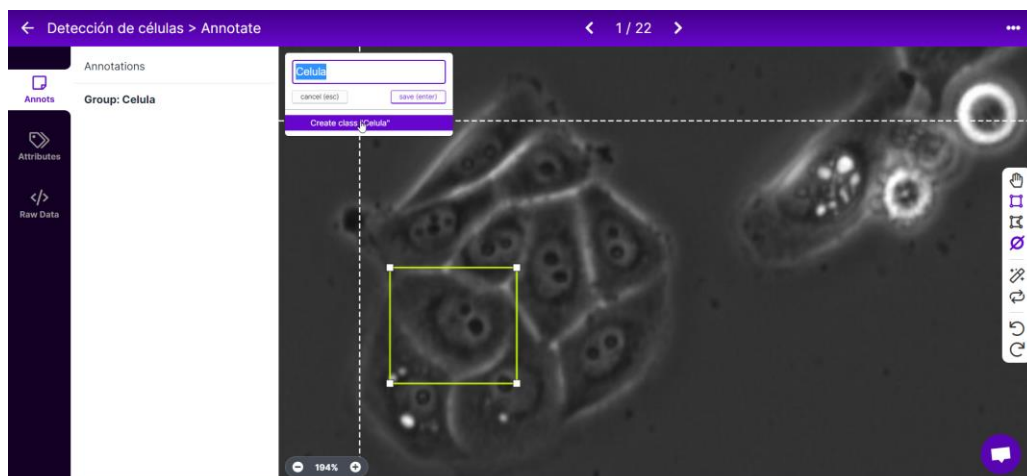 Detección de células > Annotate
1 / 22
Annots
Attributes
</>
Raw Data
Annotations
Group: Celula
Celula
cancel (esc)
save (enter)
Create class "Celula"
194%